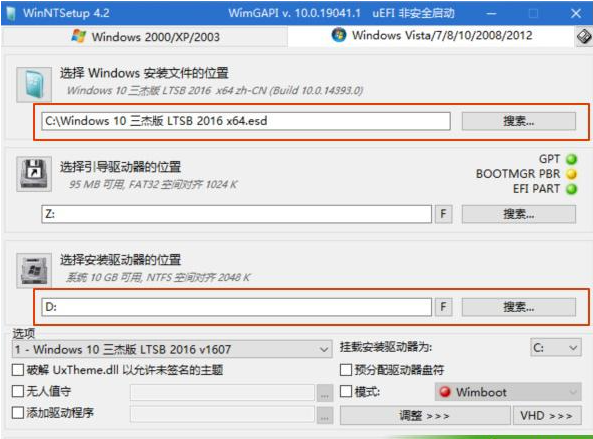 WinNTSetup 4.2 WimGAPI v. 10.0.19041.1 uEFI 非安全启动
Windows 2000/XP/2003 Windows Vista/7/8/10/2008/2012
选择 Windows 安装文件的位置
Windows 10 三杰版 LTSB 2016 x64 zh-CN (Build 10.0.14393.0)
C:\Windows 10 三杰版 LTSB 2016 x64.esd 搜索...
选择引导驱动器的位置
95 MB 可用, FAT32 空间对齐 1024 K
GPT
BOOTMGR PBR
EFI PART
Z: F 搜索...
选择安装驱动器的位置
系统 10 GB 可用, NTFS 空间对齐 2048 K
D: F 搜索...
选项
1 - Windows 10 三杰版 LTSB 2016 v1607 挂载安装驱动器为: C:
破解 UxTheme.dll 以允许未签名的主题 预分配驱动器盘符
无人值守 ... 模式: Wimboot
添加驱动程序 ... 调整 >>> VHD >>>